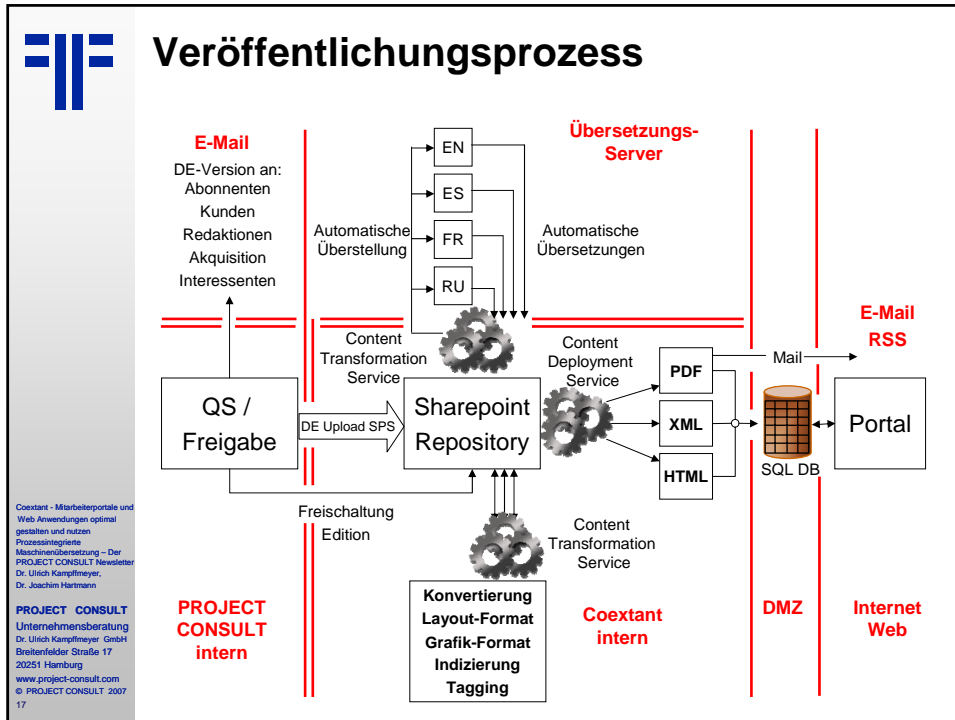 Veröffentlichungsprozess
E-Mail
DE-Version an:
Abonnenten
Kunden
Redaktionen
Akquisition
Interessenten
Automatische
Überstellung
EN
ES
FR
RU
Automatische
Übersetzungen
Übersetzungs-
Server
Content
Transformation
Service
Content
Deployment
Service
E-Mail
RSS
Mail
QS /
Freigabe
DE Upload SPS
Sharepoint
Repository
PDF
XML
HTML
SQL DB
Portal
Freischaltung
Edition
Content
Transformation
Service
Konvertierung
Layout-Format
Grafik-Format
Indizierung
Tagging
PROJECT
CONSULT
intern
Coextant
intern
DMZ
Internet
Web
Coextant - Mitarbeiterportale und
Web Anwendungen optimal
gestalten und nutzen
Prozessintegrierte
Maschinenübersetzung – Der
PROJECT CONSULT Newsletter
Dr. Ulrich Kampffmeyer,
Dr. Joachim Hartmann
PROJECT CONSULT
Unternehmensberatung
Dr. Ulrich Kampffmeyer GmbH
Breitenfelder Straße 17
20251 Hamburg
www.project-consult.com
© PROJECT CONSULT 2007
17